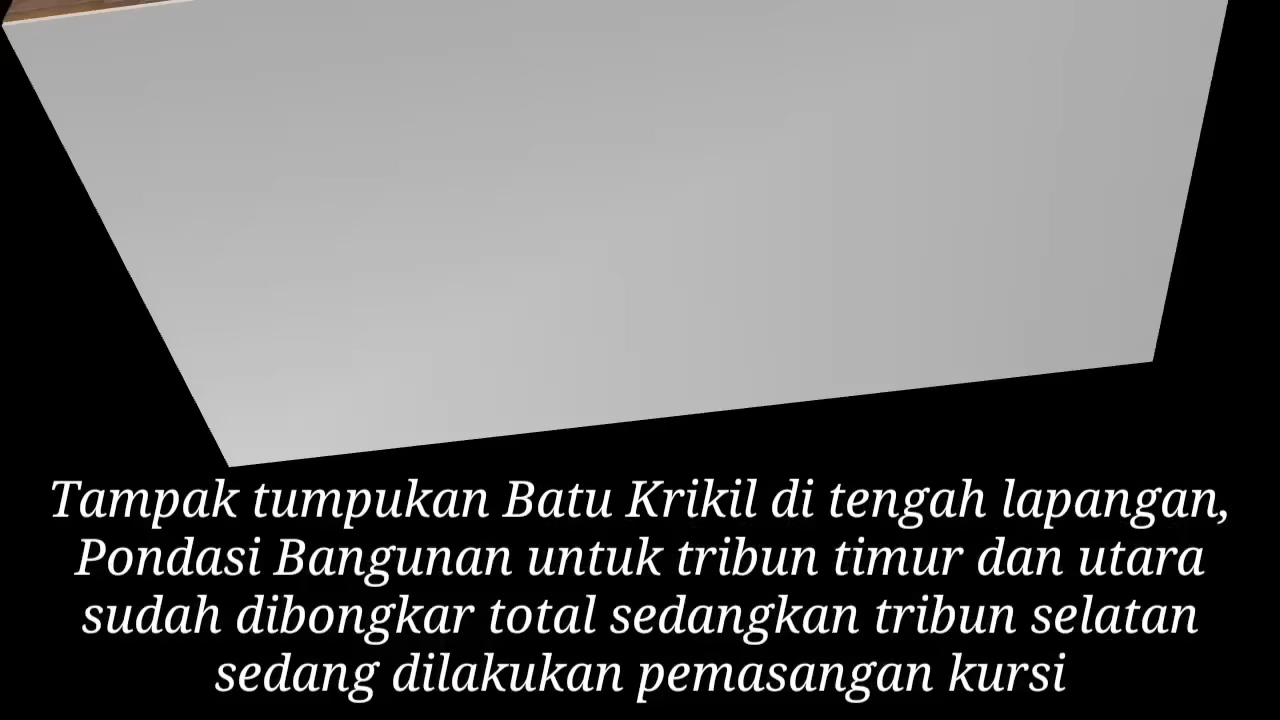 Tampak tumpukan Batu Krikil di tengah lapangan,
Pondasi Bangunan untuk tribun timur dan utara
sudah dibongkar total sedangkan tribun selatan
sedang dilakukan pemasangan kursi